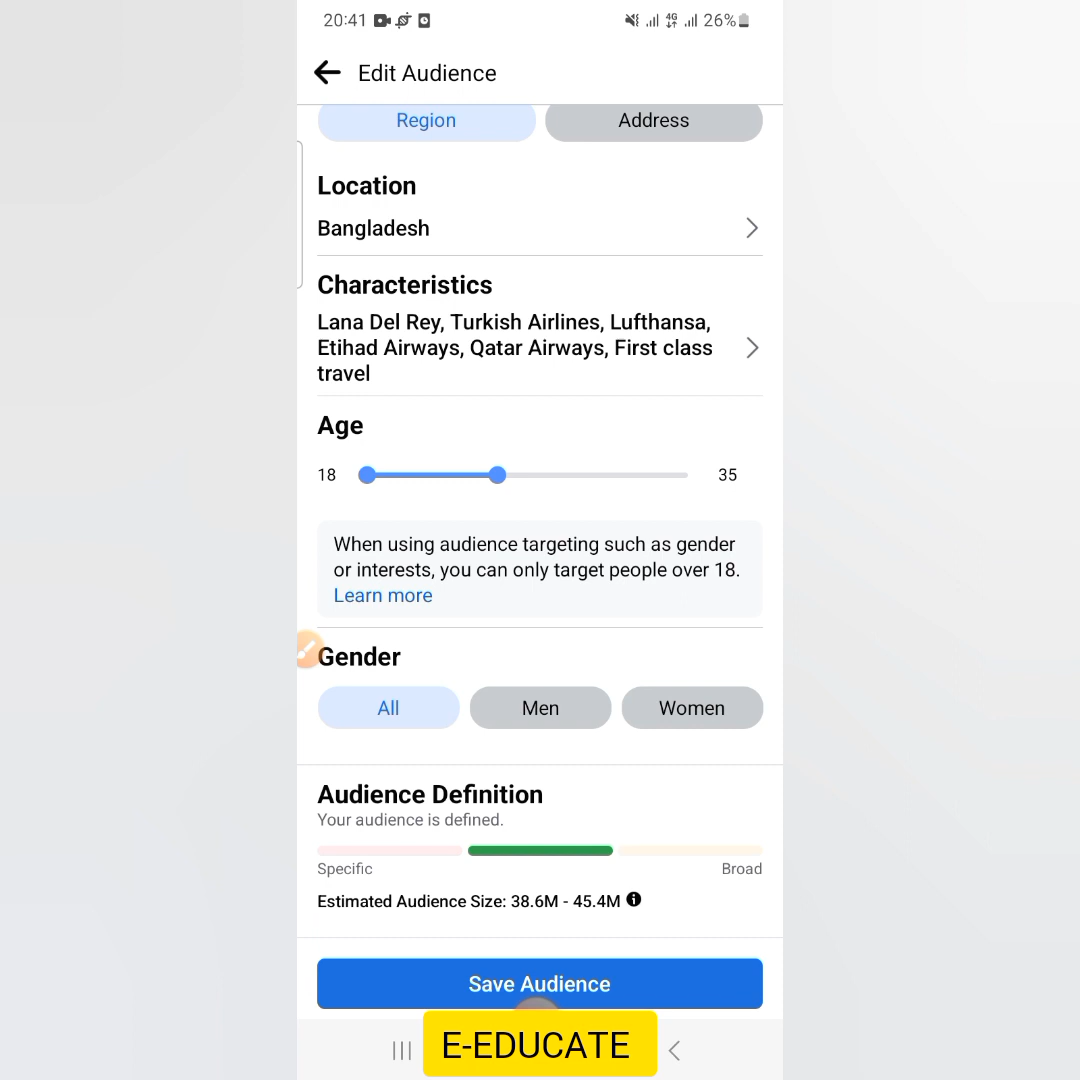 20:41
4G
26%
Edit Audience
Region
Address
Location
Bangladesh
Characteristics
Lana Del Rey, Turkish Airlines, Lufthansa,
Etihad Airways, Qatar Airways, First class
travel
Age
18
35
When using audience targeting such as gender
or interests, you can only target people over 18.
Learn more
Gender
All
Men
Women
Audience Definition
Your audience is defined.
Specific
Broad
Estimated Audience Size: 38.6M - 45.4M
Save Audience
E-EDUCATE